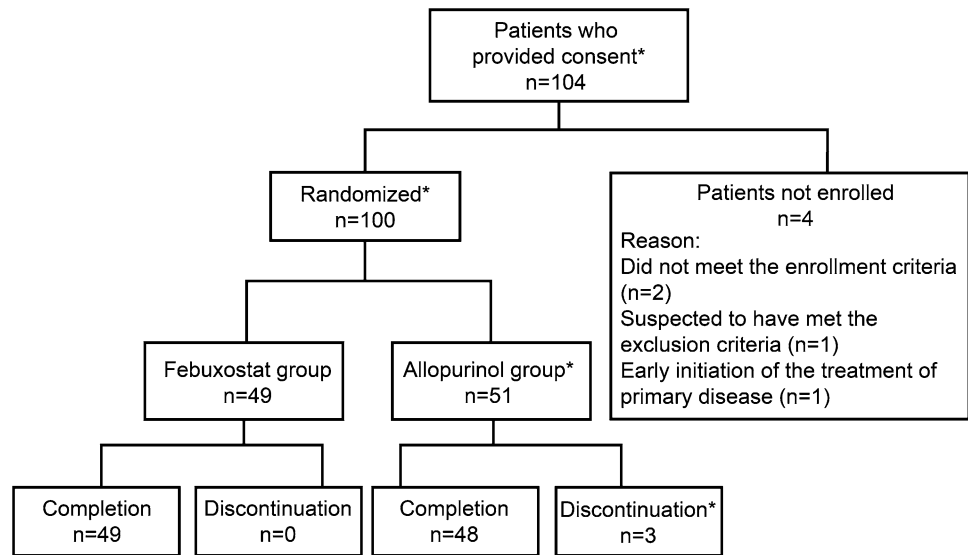 Patients who
provided consent*
n=104
Randomized*
n=100
Patients not enrolled
n=4
Reason:
Did not meet the enrollment criteria
(n=2)
Suspected to have met the
exclusion criteria (n=1)
Early initiation of the treatment of
primary disease (n=1)
Febuxostat group
n=49
Allopurinol group*
n=51
Completion
n=49
Discontinuation
n=0
Completion
n=48
Discontinuation*
n=3